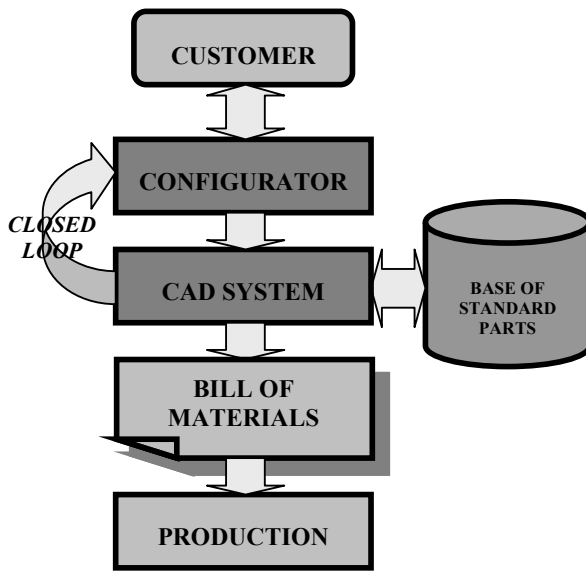 CUSTOMER
CONFIGURATOR
CLOSED
LOOP
CAD SYSTEM
BASE OF
STANDARD
PARTS
BILL OF
MATERIALS
PRODUCTION